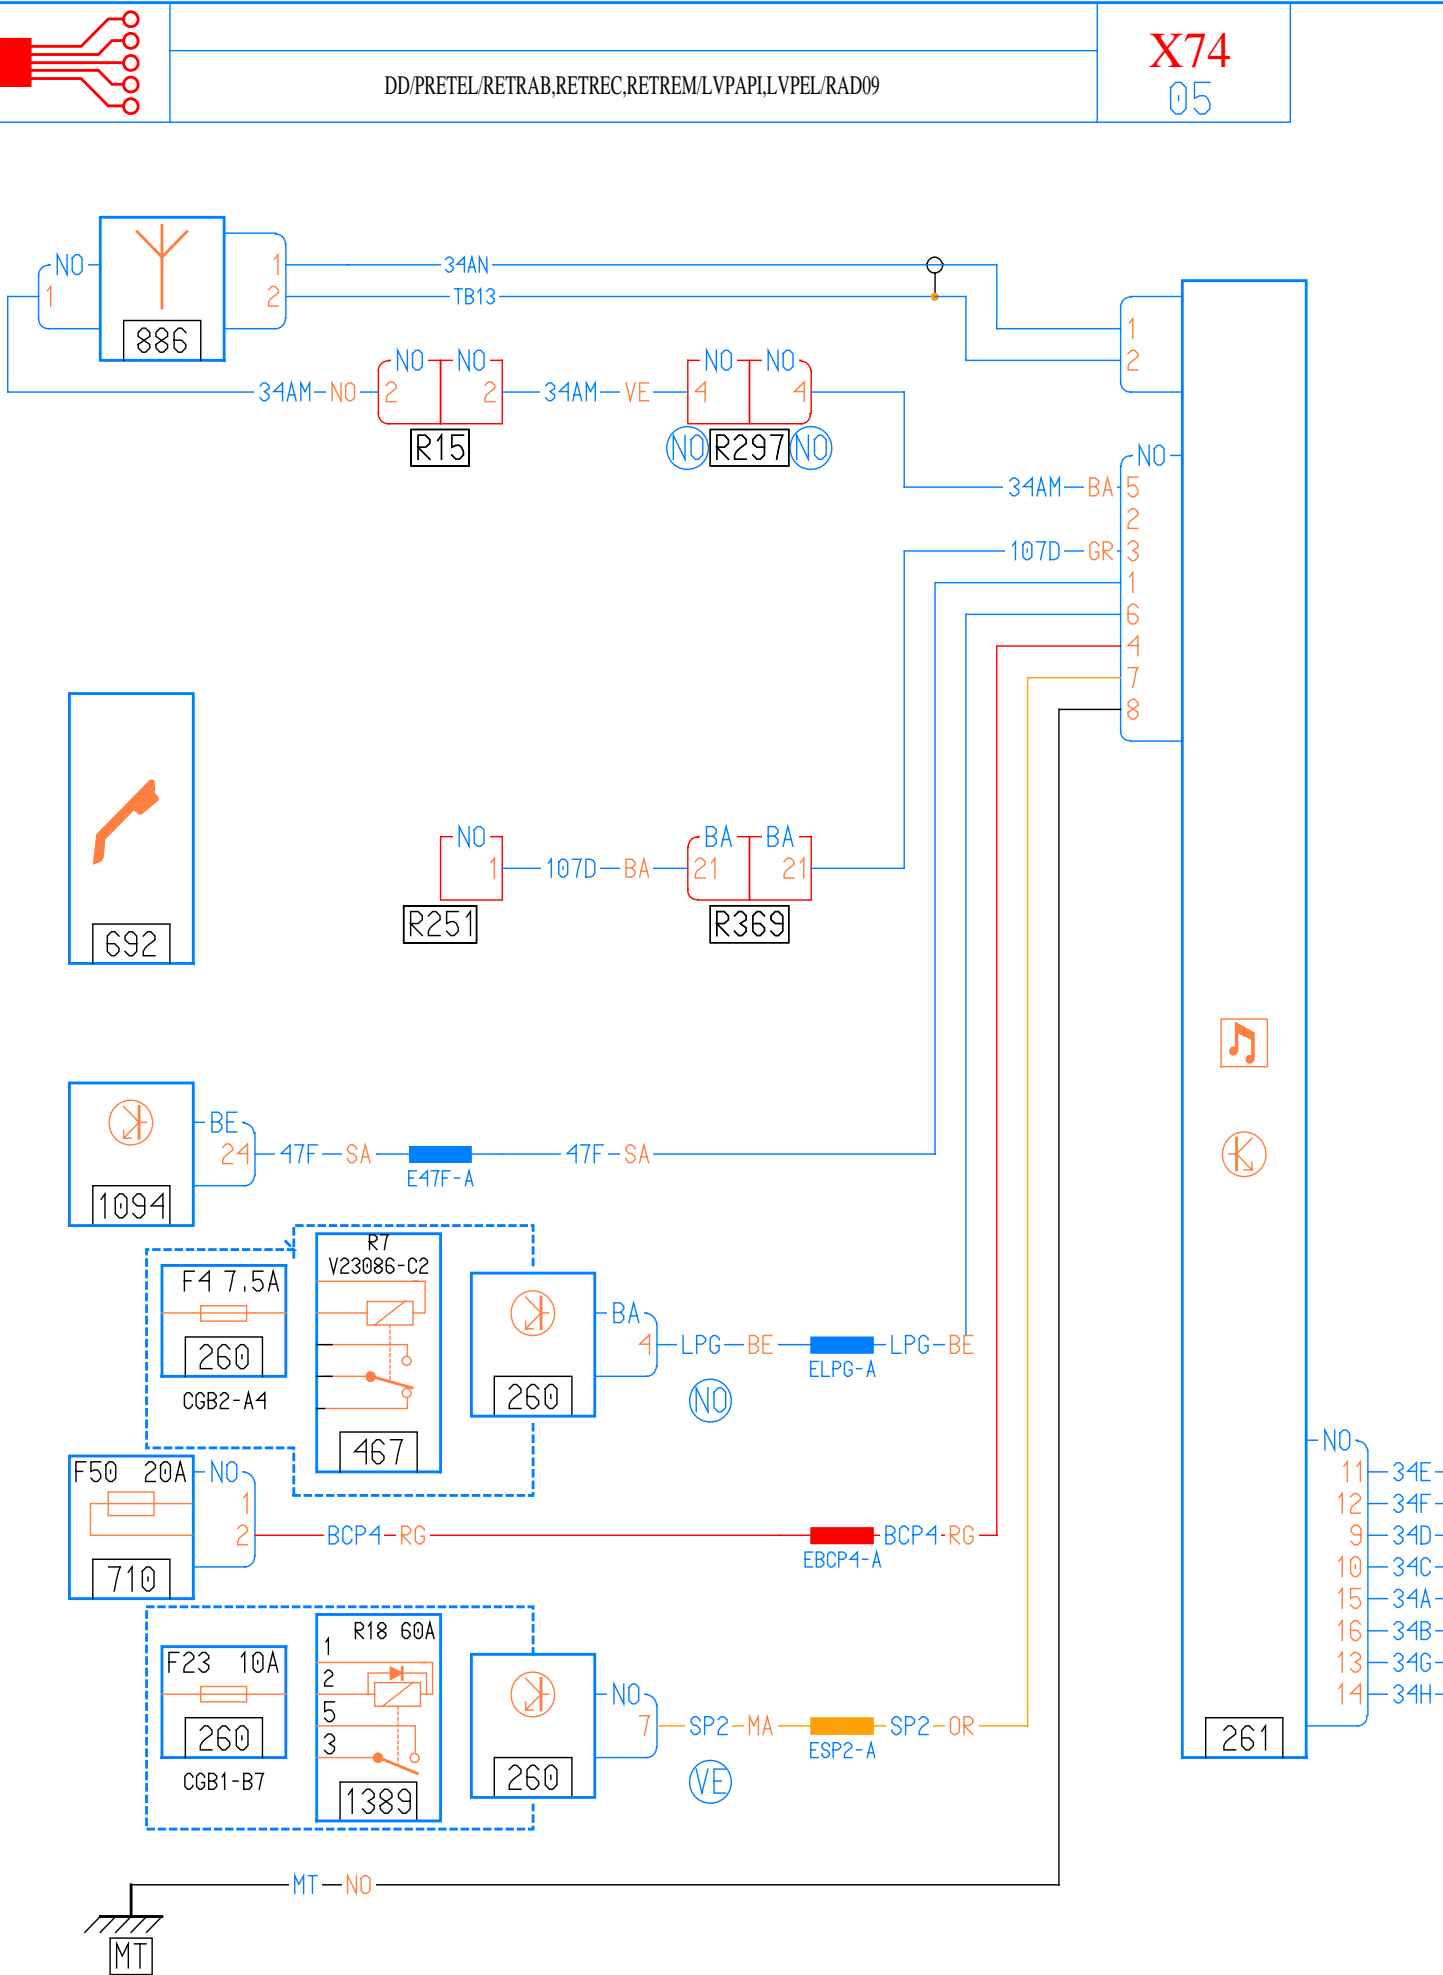 X74
DD/PRETEL/RETRAB,RETREC,RETREM/LVPAPI,LVPEL/RAD09
05
NO
1
886
1 34AN
2 TB13
1
2
34AM NO
NO NO
2 2
R15
34AM VE
NO NO
4 4
NO R297 NO
NO
34AM BA 5
2
107D GR 3
1
6
4
7
8
692
NO
1
R251
107D BA
BA BA
21 21
R369
BE
24 47F SA
E47F-A
47F SA
1094
R7
V23086-C2
F4 7.5A
260
CGB2-A4
467
260
BA
4 LPG BE
ELPG-A
LPG BE
NO
F50 20A NO
1
2 BCP4 RG
EBCP4-A
BCP4 RG
710
R18 60A
1
2
5
3
F23 10A
260
CGB1-B7
1389
260
NO
7 SP2 MA
ESP2-A
SP2 OR
VE
NO
11 34E
12 34F
9 34D
10 34C
15 34A
16 34B
13 34G
14 34H
261
MT NO
MT